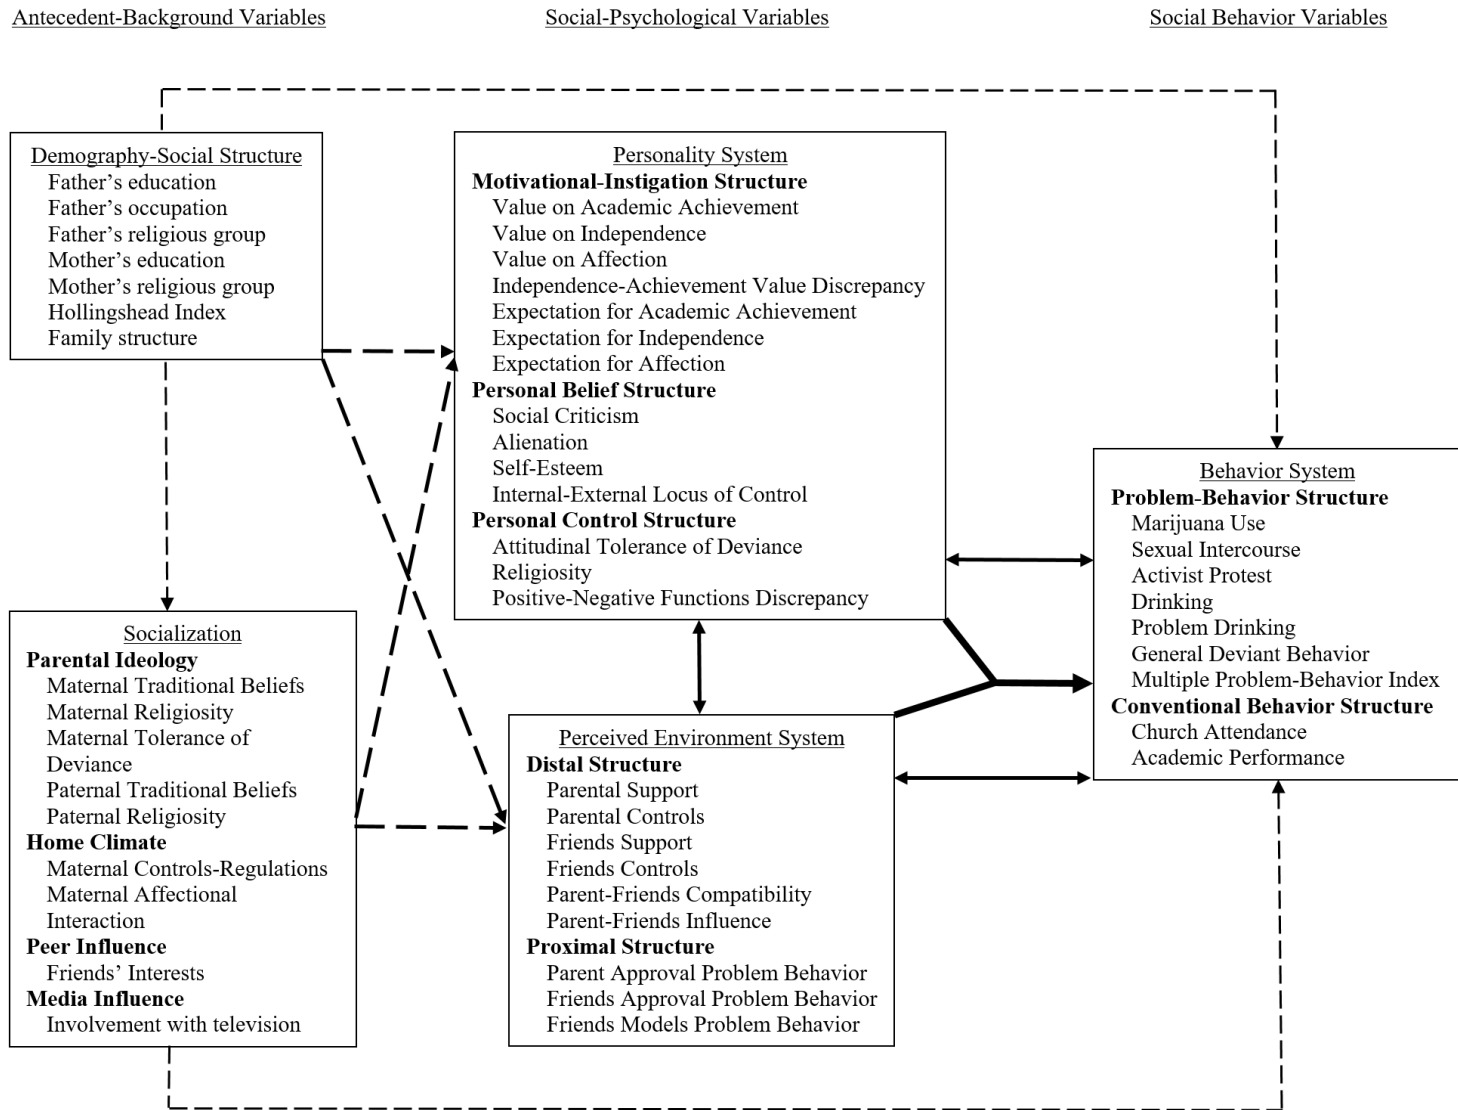 Antecedent-Background Variables
Social-Psychological Variables
Social Behavior Variables
Demography-Social Structure
Father’s education
Father’s occupation
Father’s religious group
Mother’s education
Mother’s religious group
Hollingshead Index
Family structure
Socialization
Parental Ideology
Maternal Traditional Beliefs
Maternal Religiosity
Maternal Tolerance of
Deviance
Paternal Traditional Beliefs
Paternal Religiosity
Home Climate
Maternal Controls-Regulations
Maternal Affectional
Interaction
Peer Influence
Friends’ Interests
Media Influence
Involvement with television
Personality System
Motivational-Instigation Structure
Value on Academic Achievement
Value on Independence
Value on Affection
Independence-Achievement Value Discrepancy
Expectation for Academic Achievement
Expectation for Independence
Expectation for Affection
Personal Belief Structure
Social Criticism
Alienation
Self-Esteem
Internal-External Locus of Control
Personal Control Structure
Attitudinal Tolerance of Deviance
Religiosity
Positive-Negative Functions Discrepancy
Perceived Environment System
Distal Structure
Parental Support
Parental Controls
Friends Support
Friends Controls
Parent-Friends Compatibility
Parent-Friends Influence
Proximal Structure
Parent Approval Problem Behavior
Friends Approval Problem Behavior
Friends Models Problem Behavior
Behavior System
Problem-Behavior Structure
Marijuana Use
Sexual Intercourse
Activist Protest
Drinking
Problem Drinking
General Deviant Behavior
Multiple Problem-Behavior Index
Conventional Behavior Structure
Church Attendance
Academic Performance